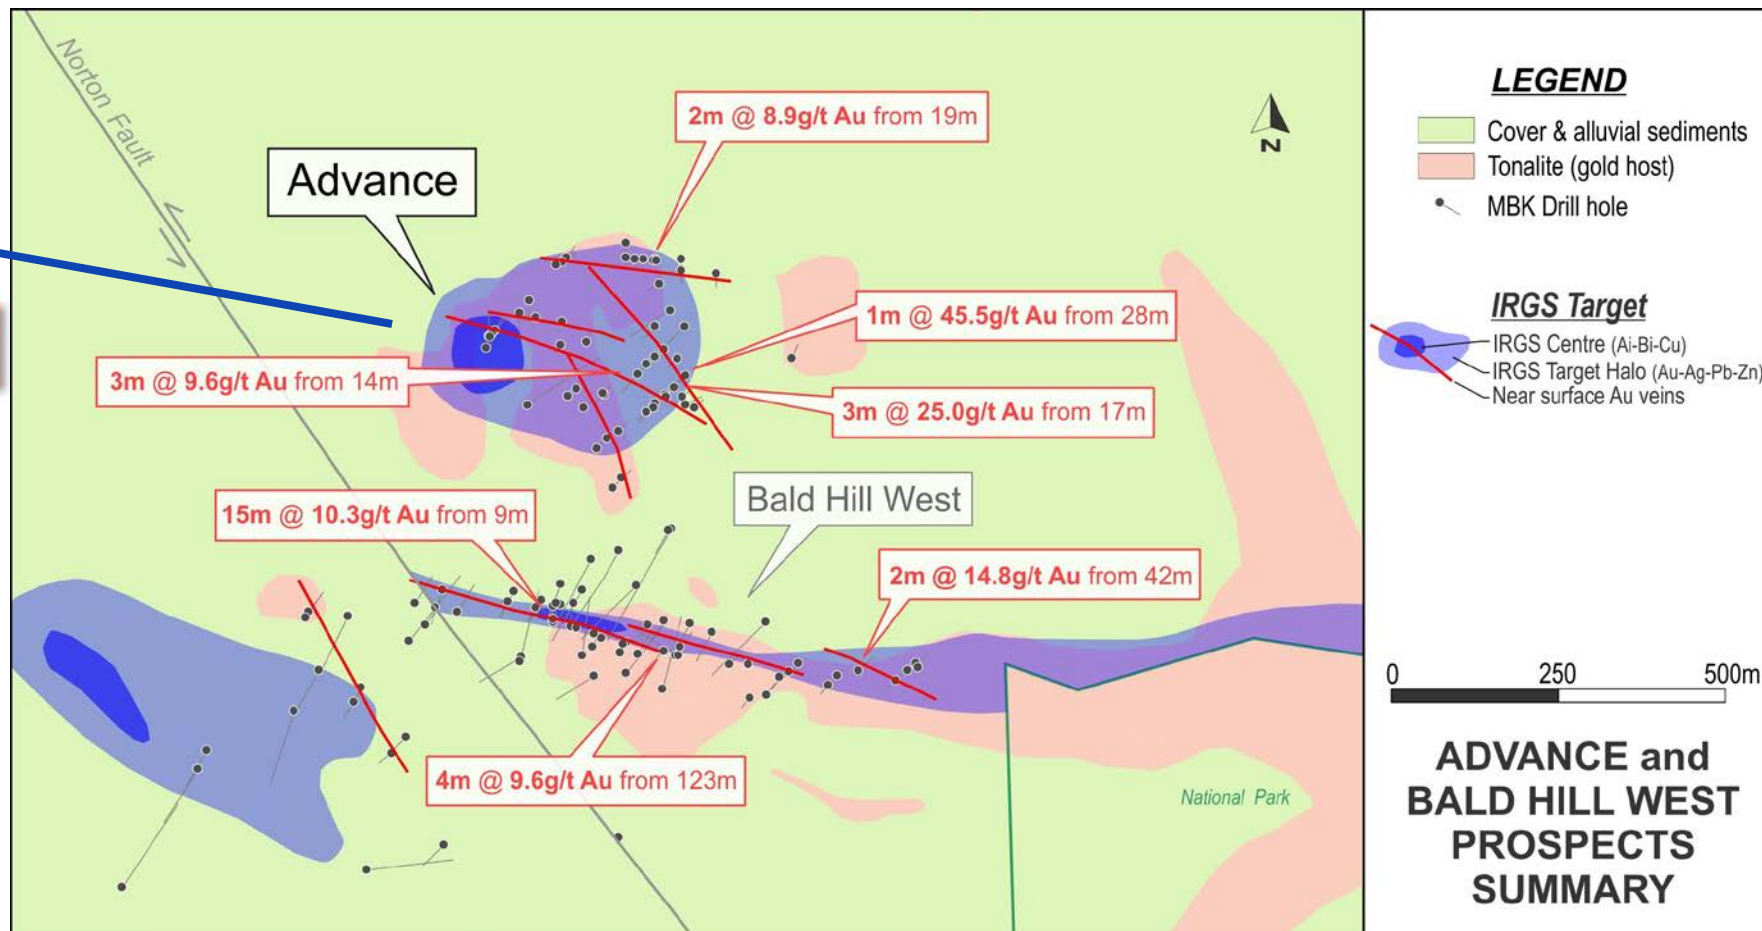 Norton Fault
Advance
2m @ 8.9g/t Au from 19m
1m @ 45.5g/t Au from 28m
3m @ 9.6g/t Au from 14m
3m @ 25.0g/t Au from 17m
Bald Hill West
15m @ 10.3g/t Au from 9m
2m @ 14.8g/t Au from 42m
4m @ 9.6g/t Au from 123m
National Park
N
LEGEND
Cover & alluvial sediments
Tonalite (gold host)
MBK Drill hole
IRGS Target
IRGS Centre (Ai-Bi-Cu)
IRGS Target Halo (Au-Ag-Pb-Zn)
Near surface Au veins
0 250 500m
ADVANCE and
BALD HILL WEST
PROSPECTS
SUMMARY